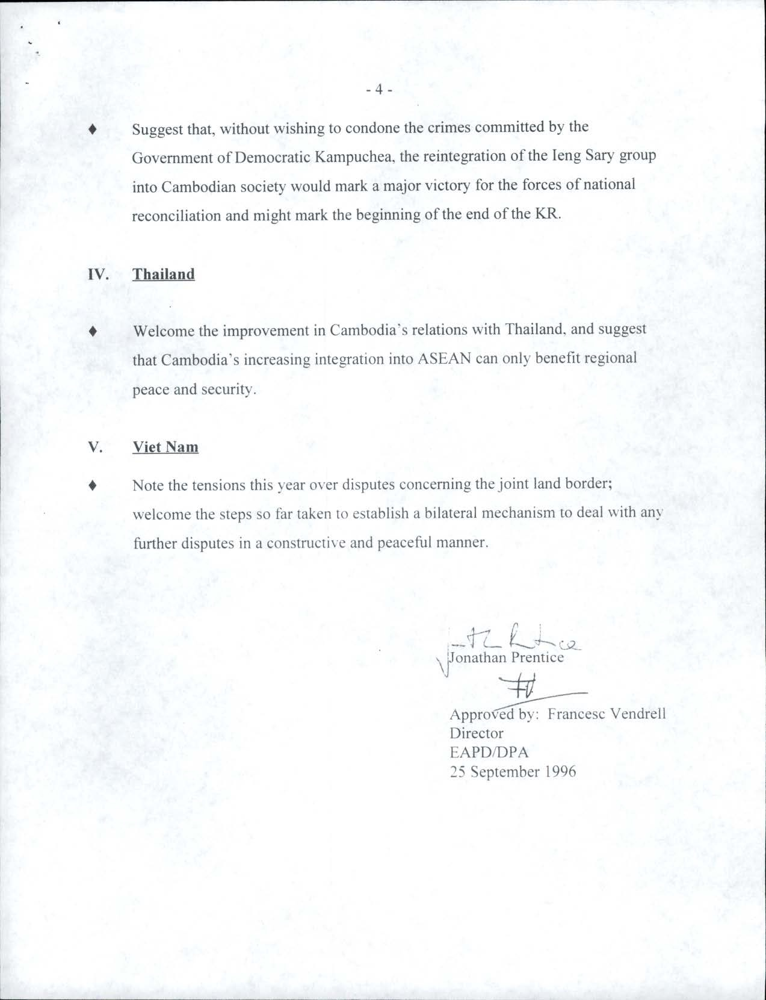 - 4 -
♦ Suggest that, without wishing to condone the crimes committed by the
Government of Democratic Kampuchea, the reintegration of the Ieng Sary group
into Cambodian society would mark a major victory for the forces of national
reconciliation and might mark the beginning of the end of the KR.
IV. Thailand
♦ Welcome the improvement in Cambodia's relations with Thailand, and suggest
that Cambodia's increasing integration into ASEAN can only benefit regional
peace and security.
V. Viet Nam
♦ Note the tensions this year over disputes concerning the joint land border;
welcome the steps so far taken to establish a bilateral mechanism to deal with any
further disputes in a constructive and peaceful manner.
Jonathan Prentice
Approved by: Francesc Vendrell
Director
EAPD/DPA
25 September 1996